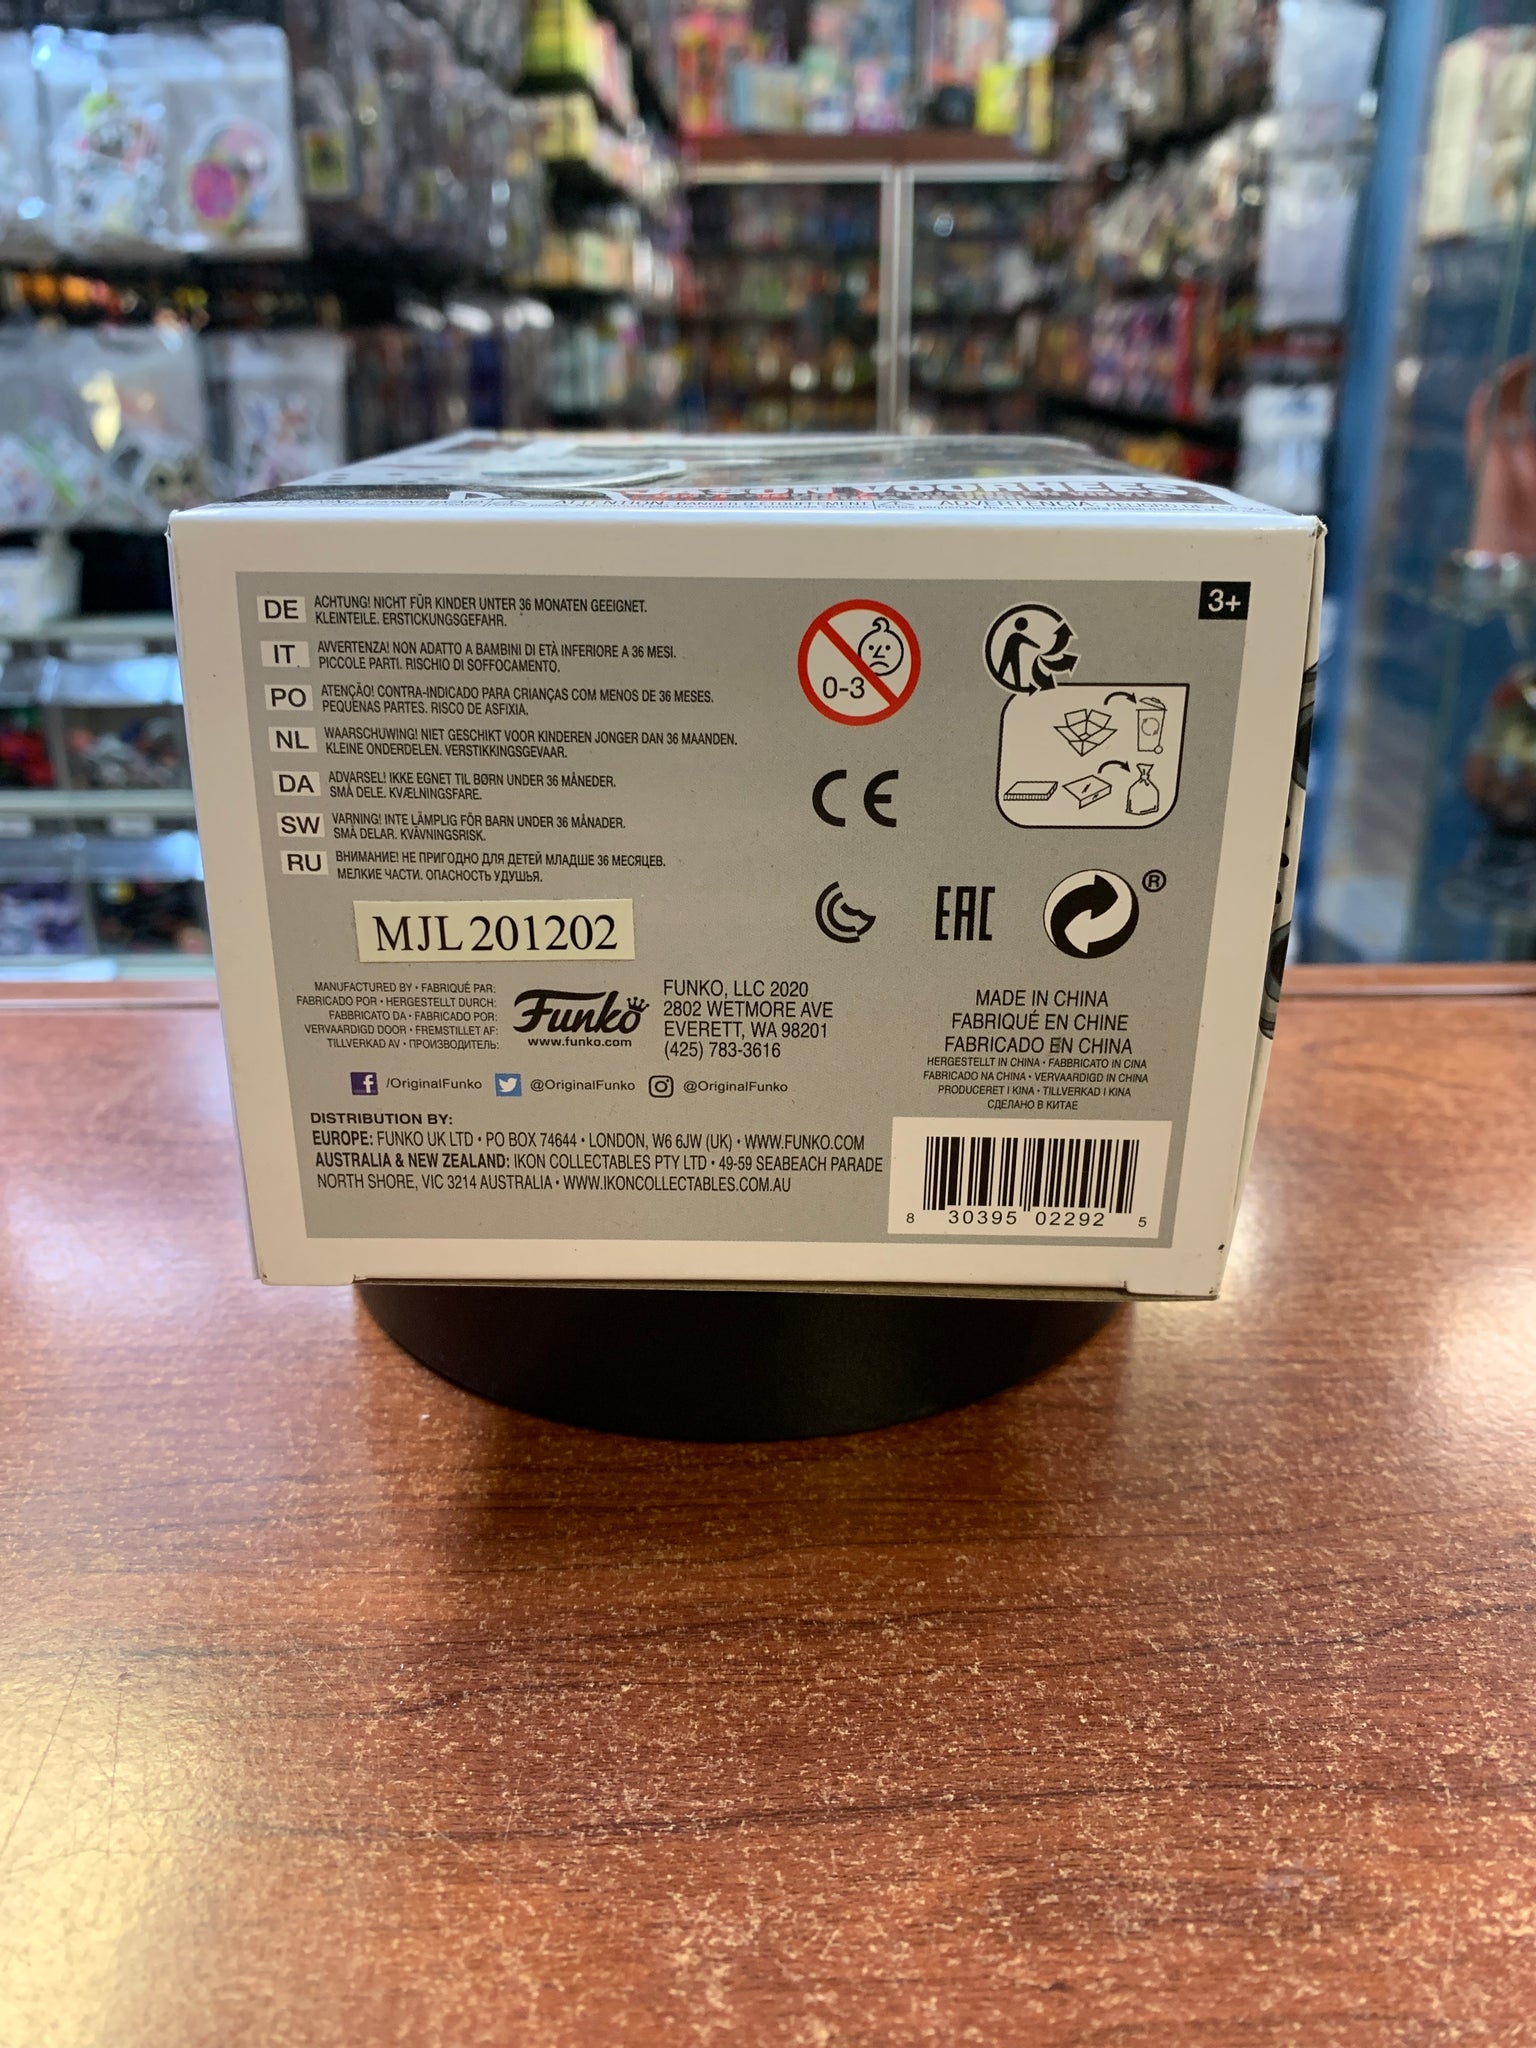 VOORHEES
ATTENTION:
ADVERTENCIA:
3+
DE ACHTUNG! NICHT FÜR KINDER UNTER 36 MONATEN GEEIGNET.
KLEINTEILE. ERSTICKUNGSGEFAHR.
IT AVVERTENZA! NON ADATTO A BAMBINI DI ETÀ INFERIORE A 36 MESI.
PICCOLE PARTI. RISCHIO DI SOFFOCAMENTO.
PO ATENÇÃO! CONTRA-INDICADO PARA CRIANÇAS COM MENOS DE 36 MESES.
PEQUENAS PARTES. RISCO DE ASFIXIA.
NL WAARSCHUWING! NIET GESCHIKT VOOR KINDEREN JONGER DAN 36 MAANDEN.
KLEINE ONDERDELEN. VERSTIKKINGSGEVAAR.
DA ADVARSEL! IKKE EGNET TIL BØRN UNDER 36 MÅNEDER.
SMÅ DELE. KVÆLNINGSFARE.
SW VARNING! INTE LÄMPLIG FÖR BARN UNDER 36 MÅNADER.
SMÅ DELAR. KVÄVNINGSRISK.
RU ВНИМАНИЕ! НЕ ПРИГОДНО ДЛЯ ДЕТЕЙ МЛАДШЕ 36 МЕСЯЦЕВ.
МЕЛКИЕ ЧАСТИ. ОПАСНОСТЬ УДУШЬЯ.
0-3
CE
EAC
®
MJL 201202
MANUFACTURED BY • FABRIQUÉ PAR:
FABRICADO POR • HERGESTELLT DURCH:
FABBRICATO DA • FABRICADO POR:
VERVAARDIGD DOOR • FREMSTILLET AF:
TILLVERKAD AV • ПРОИЗВОДИТЕЛЬ:
Funko
www.funko.com
FUNKO, LLC 2020
2802 WETMORE AVE
EVERETT, WA 98201
(425) 783-3616
/OriginalFunko @OriginalFunko @OriginalFunko
MADE IN CHINA
FABRIQUÉ EN CHINE
FABRICADO EN CHINA
HERGESTELLT IN CHINA • FABBRICATO IN CINA
FABRICADO NA CHINA • VERVAARDIGD IN CHINA
PRODUCERET I KINA • TILLVERKAD I KINA
СДЕЛАНО В КИТАЕ
DISTRIBUTION BY:
EUROPE: FUNKO UK LTD • PO BOX 74644 • LONDON, W6 6JW (UK) • WWW.FUNKO.COM
AUSTRALIA & NEW ZEALAND: IKON COLLECTABLES PTY LTD • 49-59 SEABEACH PARADE
NORTH SHORE, VIC 3214 AUSTRALIA • WWW.IKONCOLLECTABLES.COM.AU
8 30395 02292 5